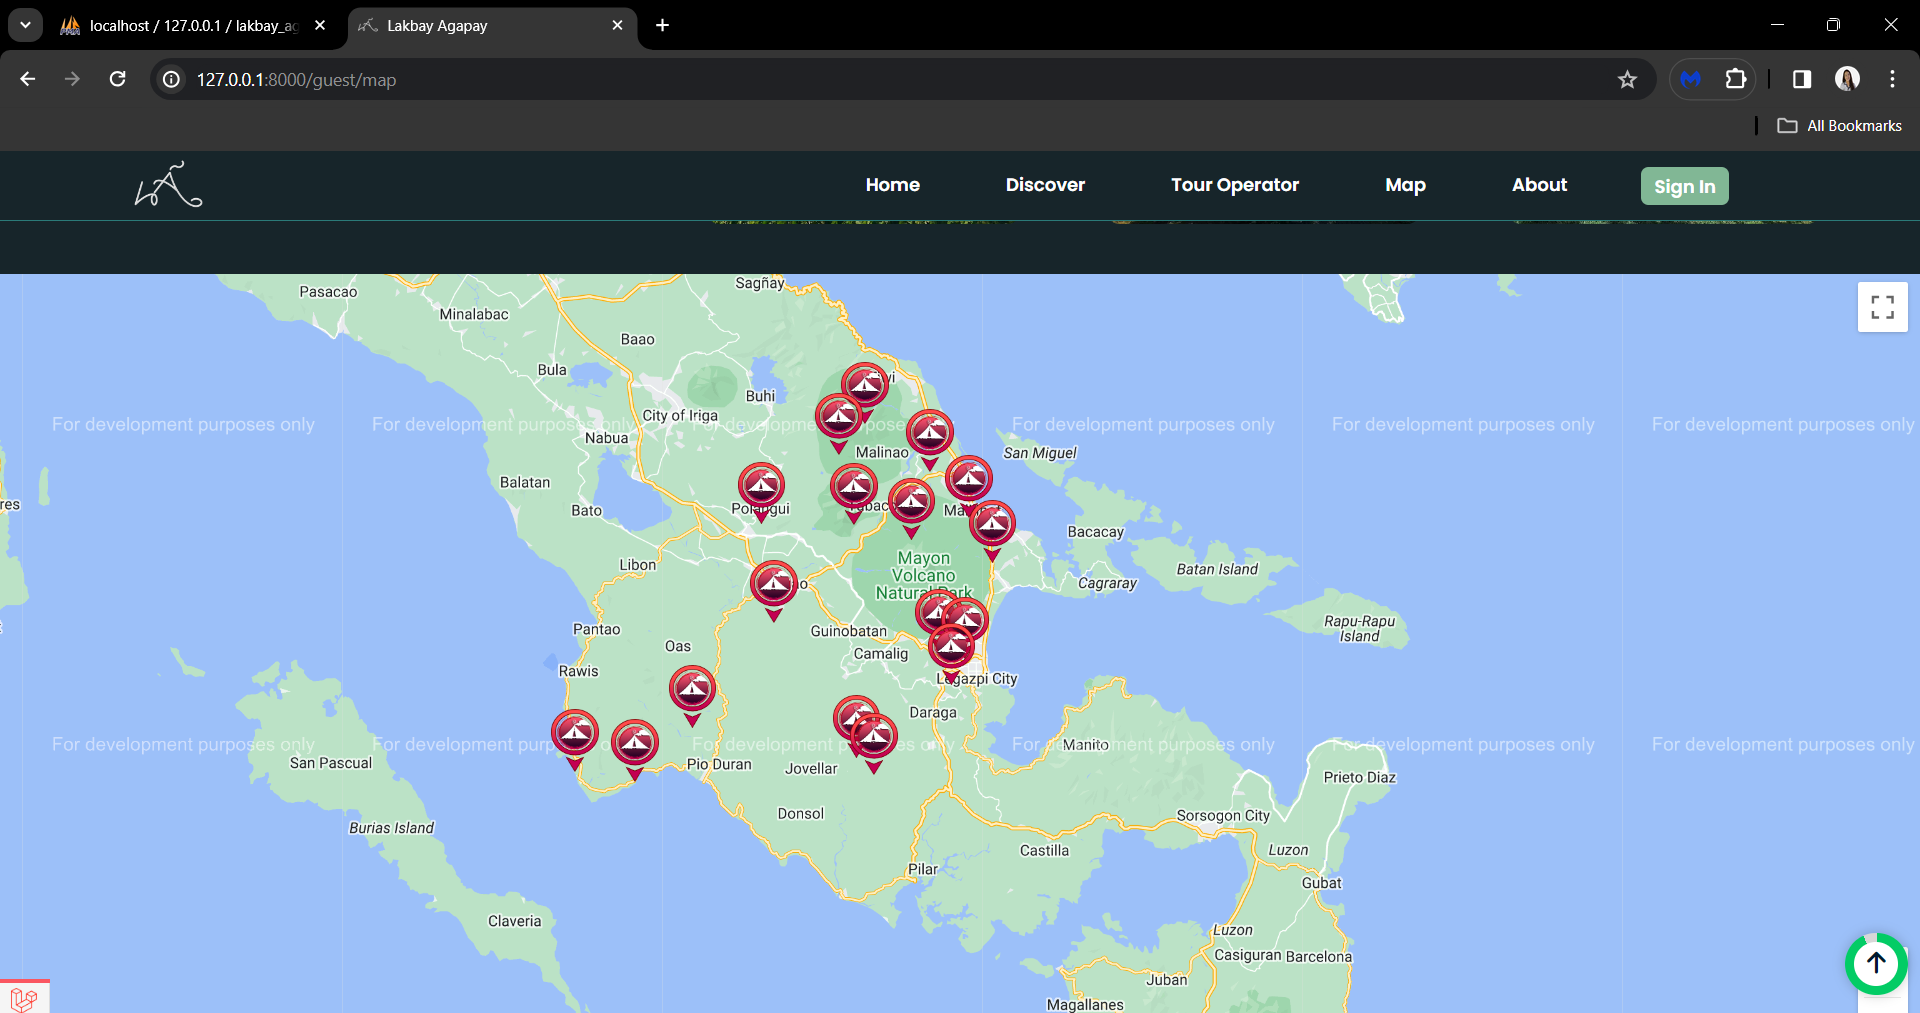 localhost / 127.0.0.1 / lakbay_ag
Lakbay Agapay
127.0.0.1:8000/guest/map
All Bookmarks
Home
Discover
Tour Operator
Map
About
Sign In
Sagñay
Pasacao
Minalabac
Baao
Bula
Buhi
City of Iriga
For development purposes only
For development purposes only
For development purposes only
For development purposes only
For development purposes only
Nabua
Malinao
San Miguel
Balatan
res
Bato
Polangui
Bacacay
Mayon
Volcano
Natural Park
Libon
Batan Island
Cagraray
Pantao
Guinobatan
Rapu-Rapu
Island
Oas
Camalig
Rawis
Legazpi City
Daraga
For development purposes only
For development purposes only
For development purposes only
For development purposes only
For development purposes only
For development purposes only
Manito
San Pascual
Pio Duran
Jovellar
Prieto Diaz
Donsol
Sorsogon City
Burias Island
Castilla
Luzon
Pilar
Gubat
Claveria
Luzon
Casiguran
Barcelona
Juban
Magallanes